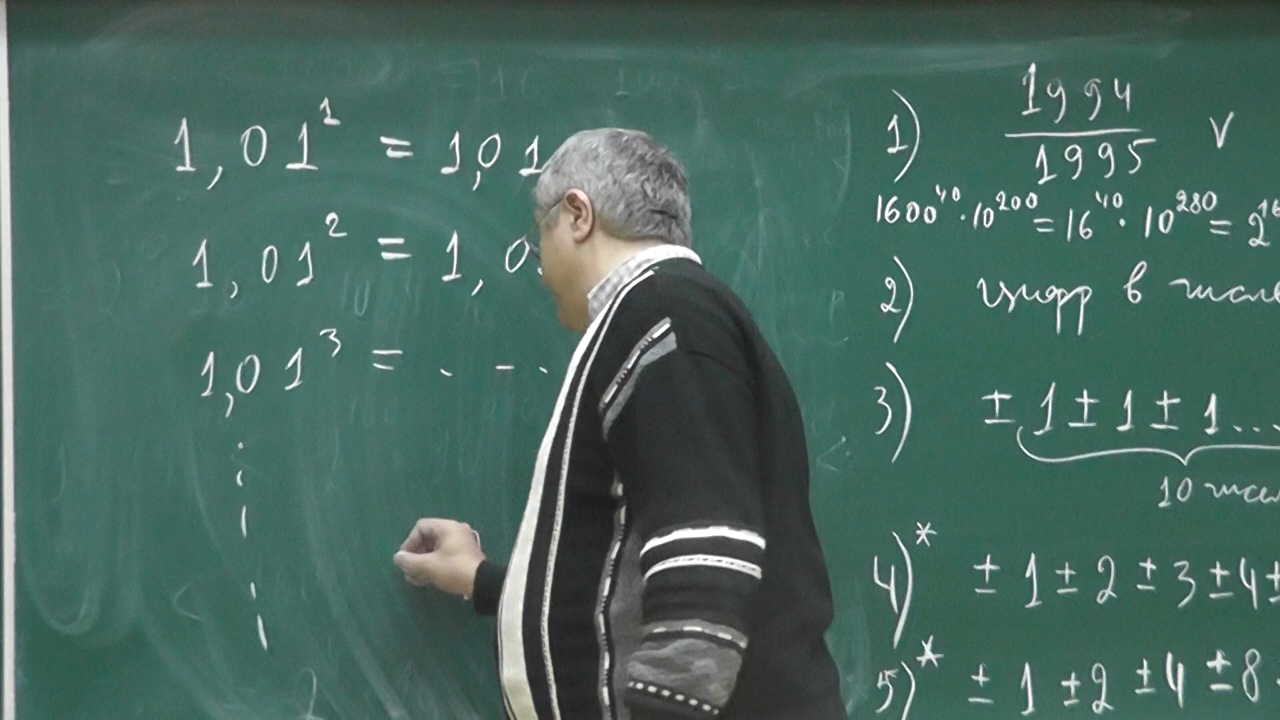 1,01¹ = 1,01
1,01² = 1,0
1,01³ = . - .
1) 1994
1995 v
1600⁴⁰ · 10²⁰⁰ = 16⁴⁰ · 10²⁸⁰ = 2¹⁶
2) цифр в
3) ± 1 ± 1 ± 1 ...
10
4)* ± 1 ± 2 ± 3 ± 4 ±
5)* ± 1 ± 2 ± 4 ± 8